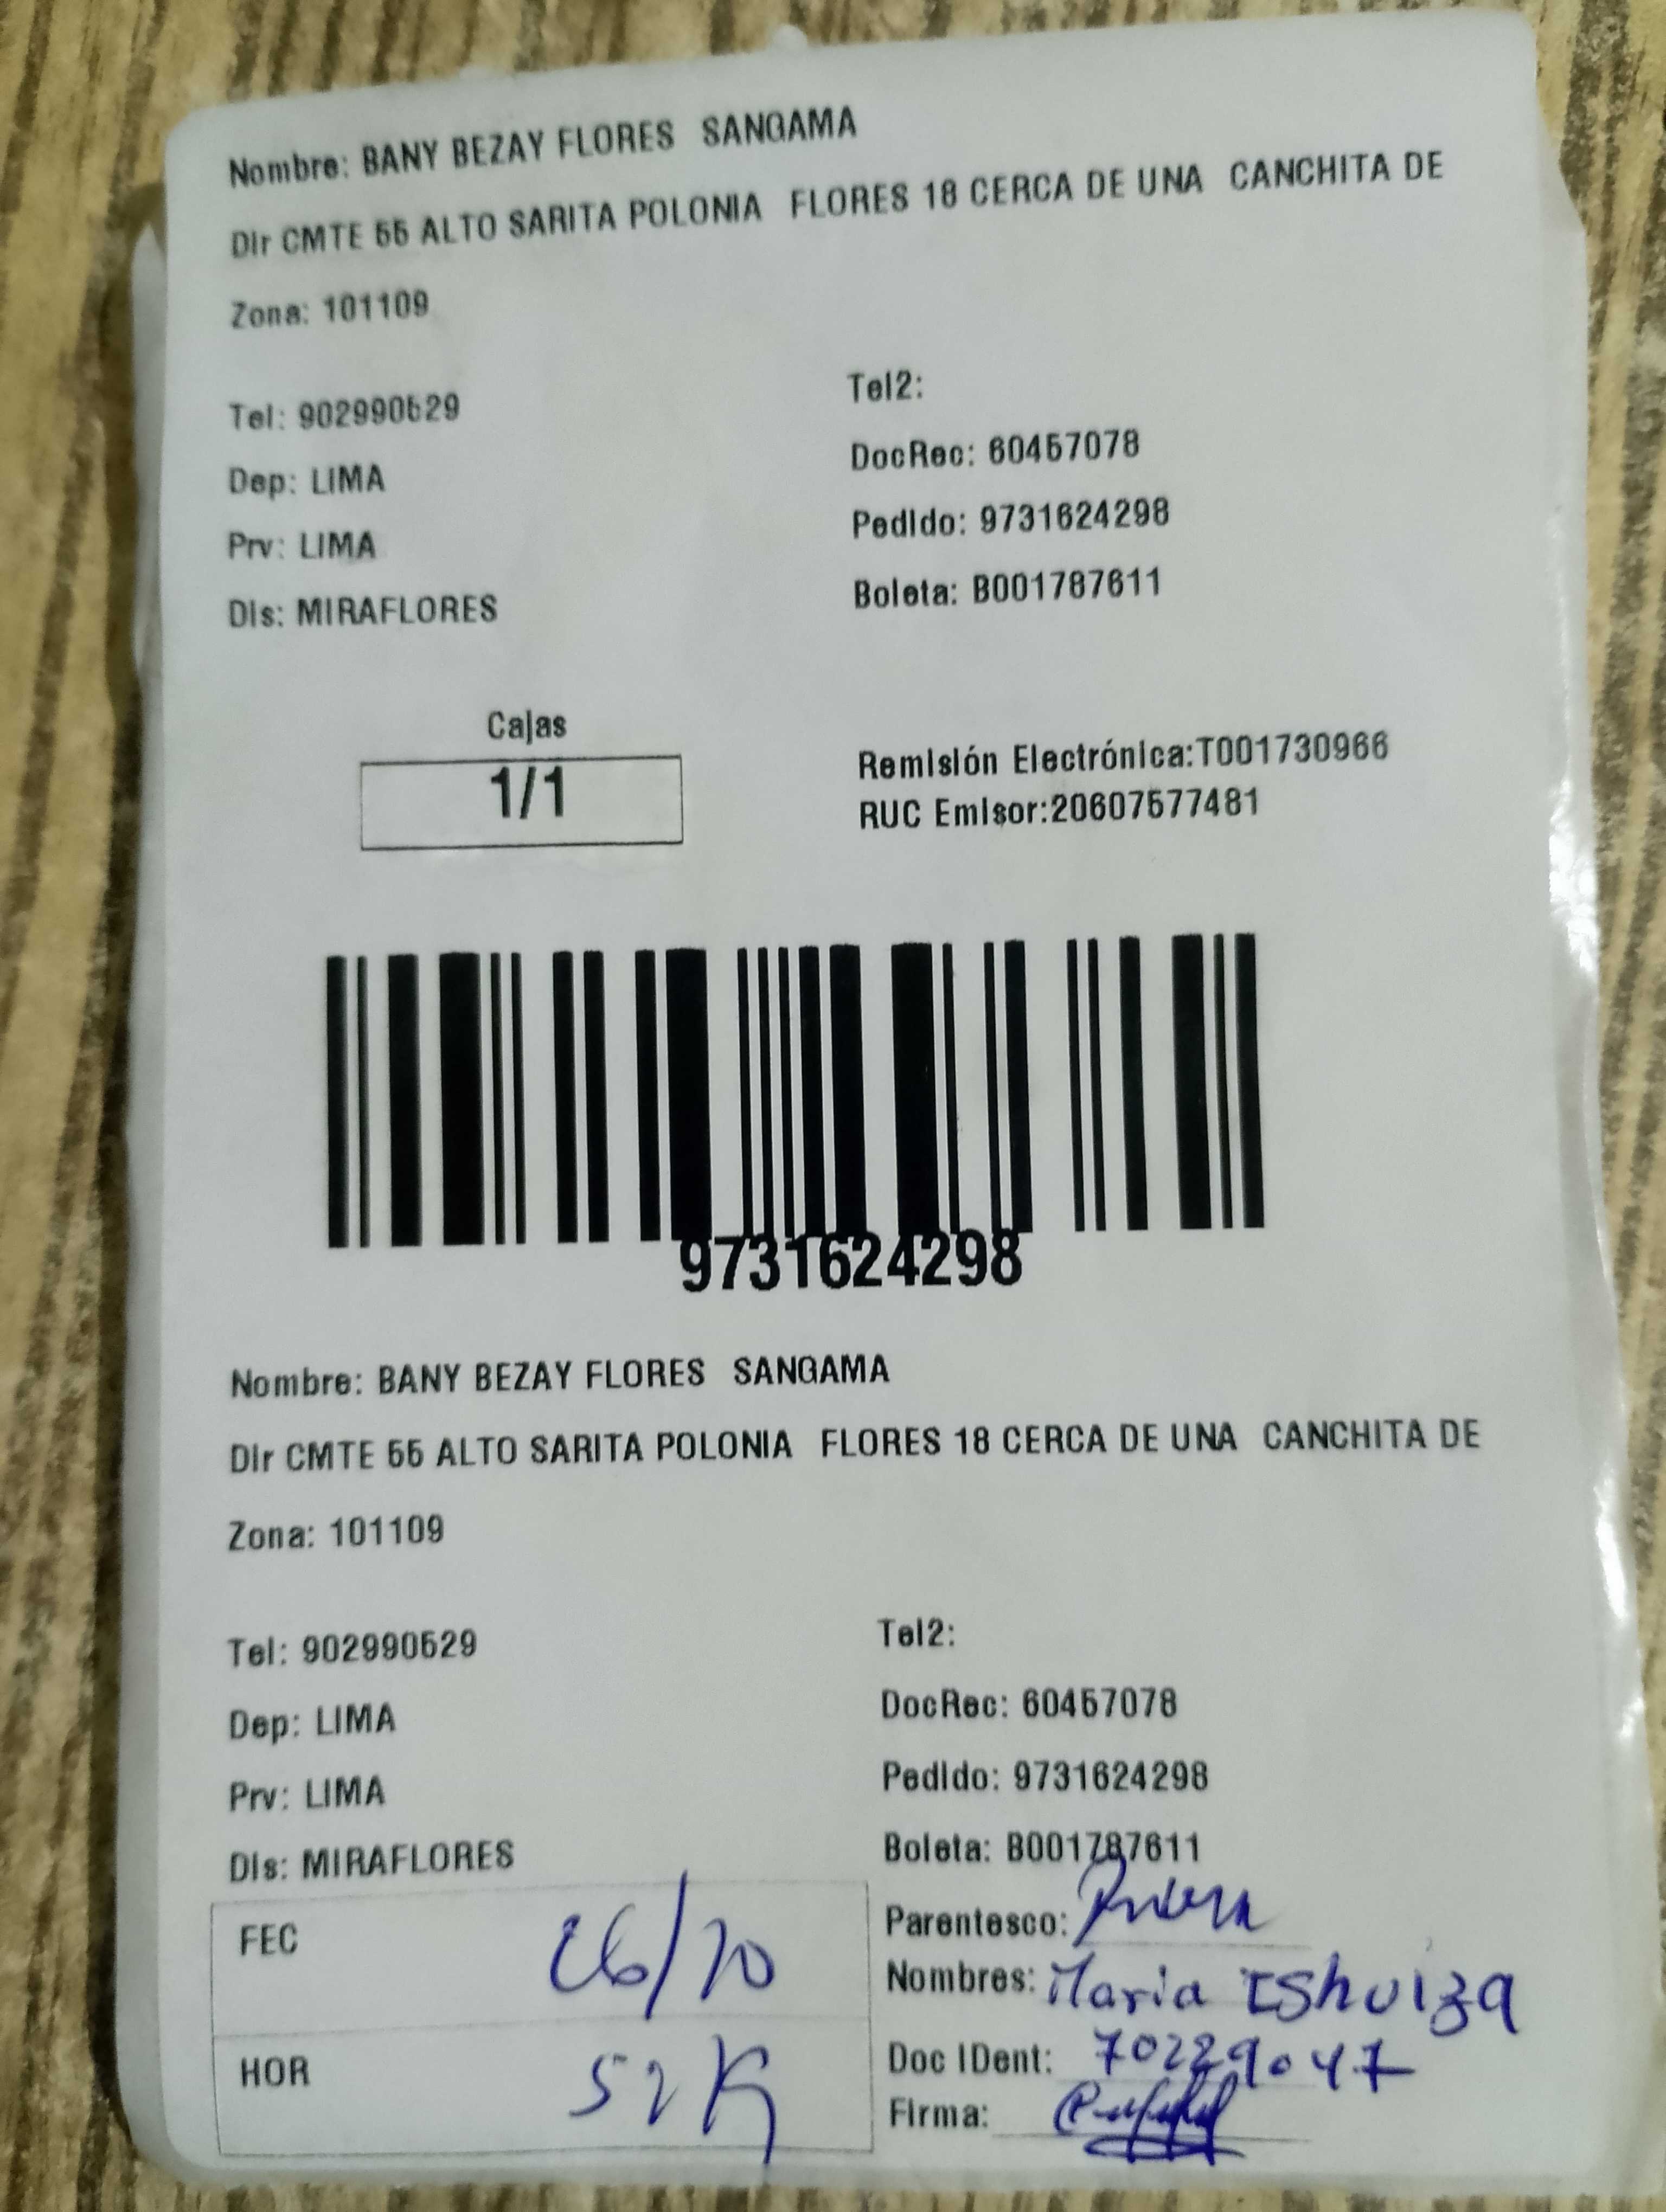 Nombre: BANY BEZAY FLORES SANGAMA
Dir CMTE 55 ALTO SARITA POLONIA FLORES 18 CERCA DE UNA CANCHITA DE
Zona: 101109
Tel: 902990529
Tel2:
Dep: LIMA
DocRec: 60457078
Prv: LIMA
Pedido: 9731624298
Dis: MIRAFLORES
Boleta: B001787611
Cajas
1/1
Remisión Electrónica:T001730966
RUC Emisor:20607577481
9731624298
Nombre: BANY BEZAY FLORES SANGAMA
Dir CMTE 55 ALTO SARITA POLONIA FLORES 18 CERCA DE UNA CANCHITA DE
Zona: 101109
Tel: 902990529
Tel2:
Dep: LIMA
DocRec: 60457078
Prv: LIMA
Pedido: 9731624298
Dis: MIRAFLORES
Boleta: B001787611
FEC 26/10
Parentesco:
Nombres: Maria IShuiza
HOR
Doc IDent: 70229047
Firma: